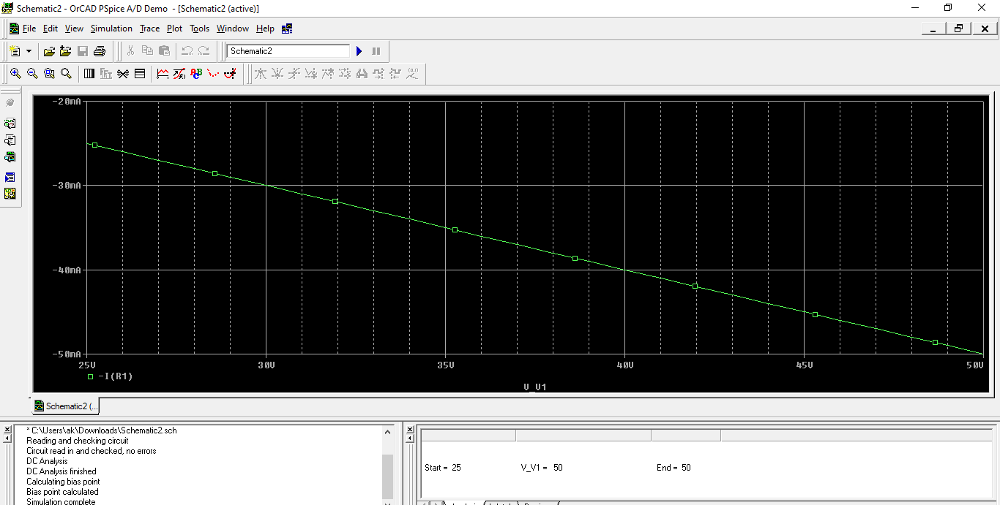 Schematic2 - OrCAD PSpice A/D Demo - [Schematic2 (active)]
File Edit View Simulation Trace Plot Tools Window Help
Schematic2
-20mA
-30mA
-40mA
-50mA
25V 30V 35V 40V 45V 50V
-I(R1)
V_V1
Schematic2 (...
* C:\Users\ak\Downloads\Schematic2.sch
Reading and checking circuit
Circuit read in and checked, no errors
DC Analysis
DC Analysis finished
Calculating bias point
Bias point calculated
Simulation complete
Start = 25 V_V1 = 50 End = 50